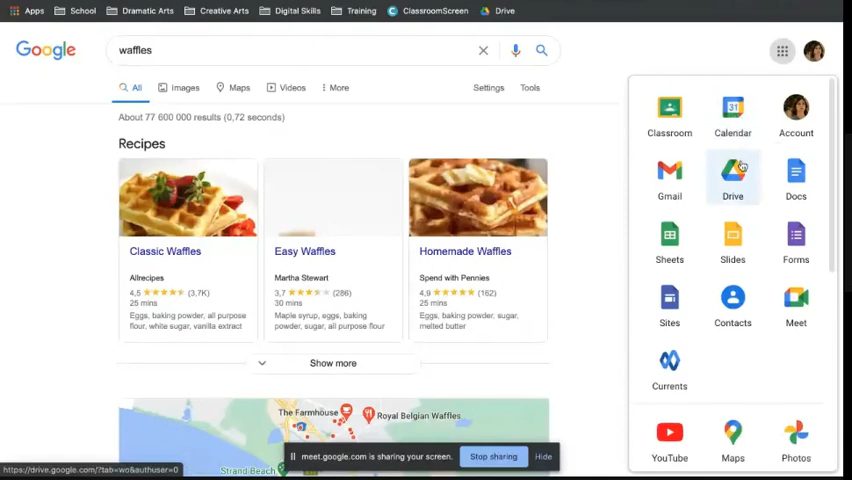 Apps School Dramatic Arts Creative Arts Digital Skills Training ClassroomScreen Drive
Google
waffles
All Images Maps Videos More Settings Tools
About 77 600 000 results (0,72 seconds)
Recipes
Classic Waffles
Allrecipes
4,5 (3.7K)
25 mins
Eggs, baking powder, all purpose
flour, white sugar, vanilla extract
Easy Waffles
Martha Stewart
3,7 (286)
30 mins
Maple syrup, eggs, baking
powder, sugar, all purpose flour
Homemade Waffles
Spend with Pennies
4,9 (162)
25 mins
Eggs, baking powder, sugar,
melted butter
Show more
The Farmhouse
Royal Belgian Waffles
Strand Beach
meet.google.com is sharing your screen. Stop sharing Hide
https://drive.google.com/?tab=wo&authuser=0
Classroom 31 Calendar Account
Gmail Drive Docs
Sheets Slides Forms
Sites Contacts Meet
Currents
YouTube Maps Photos